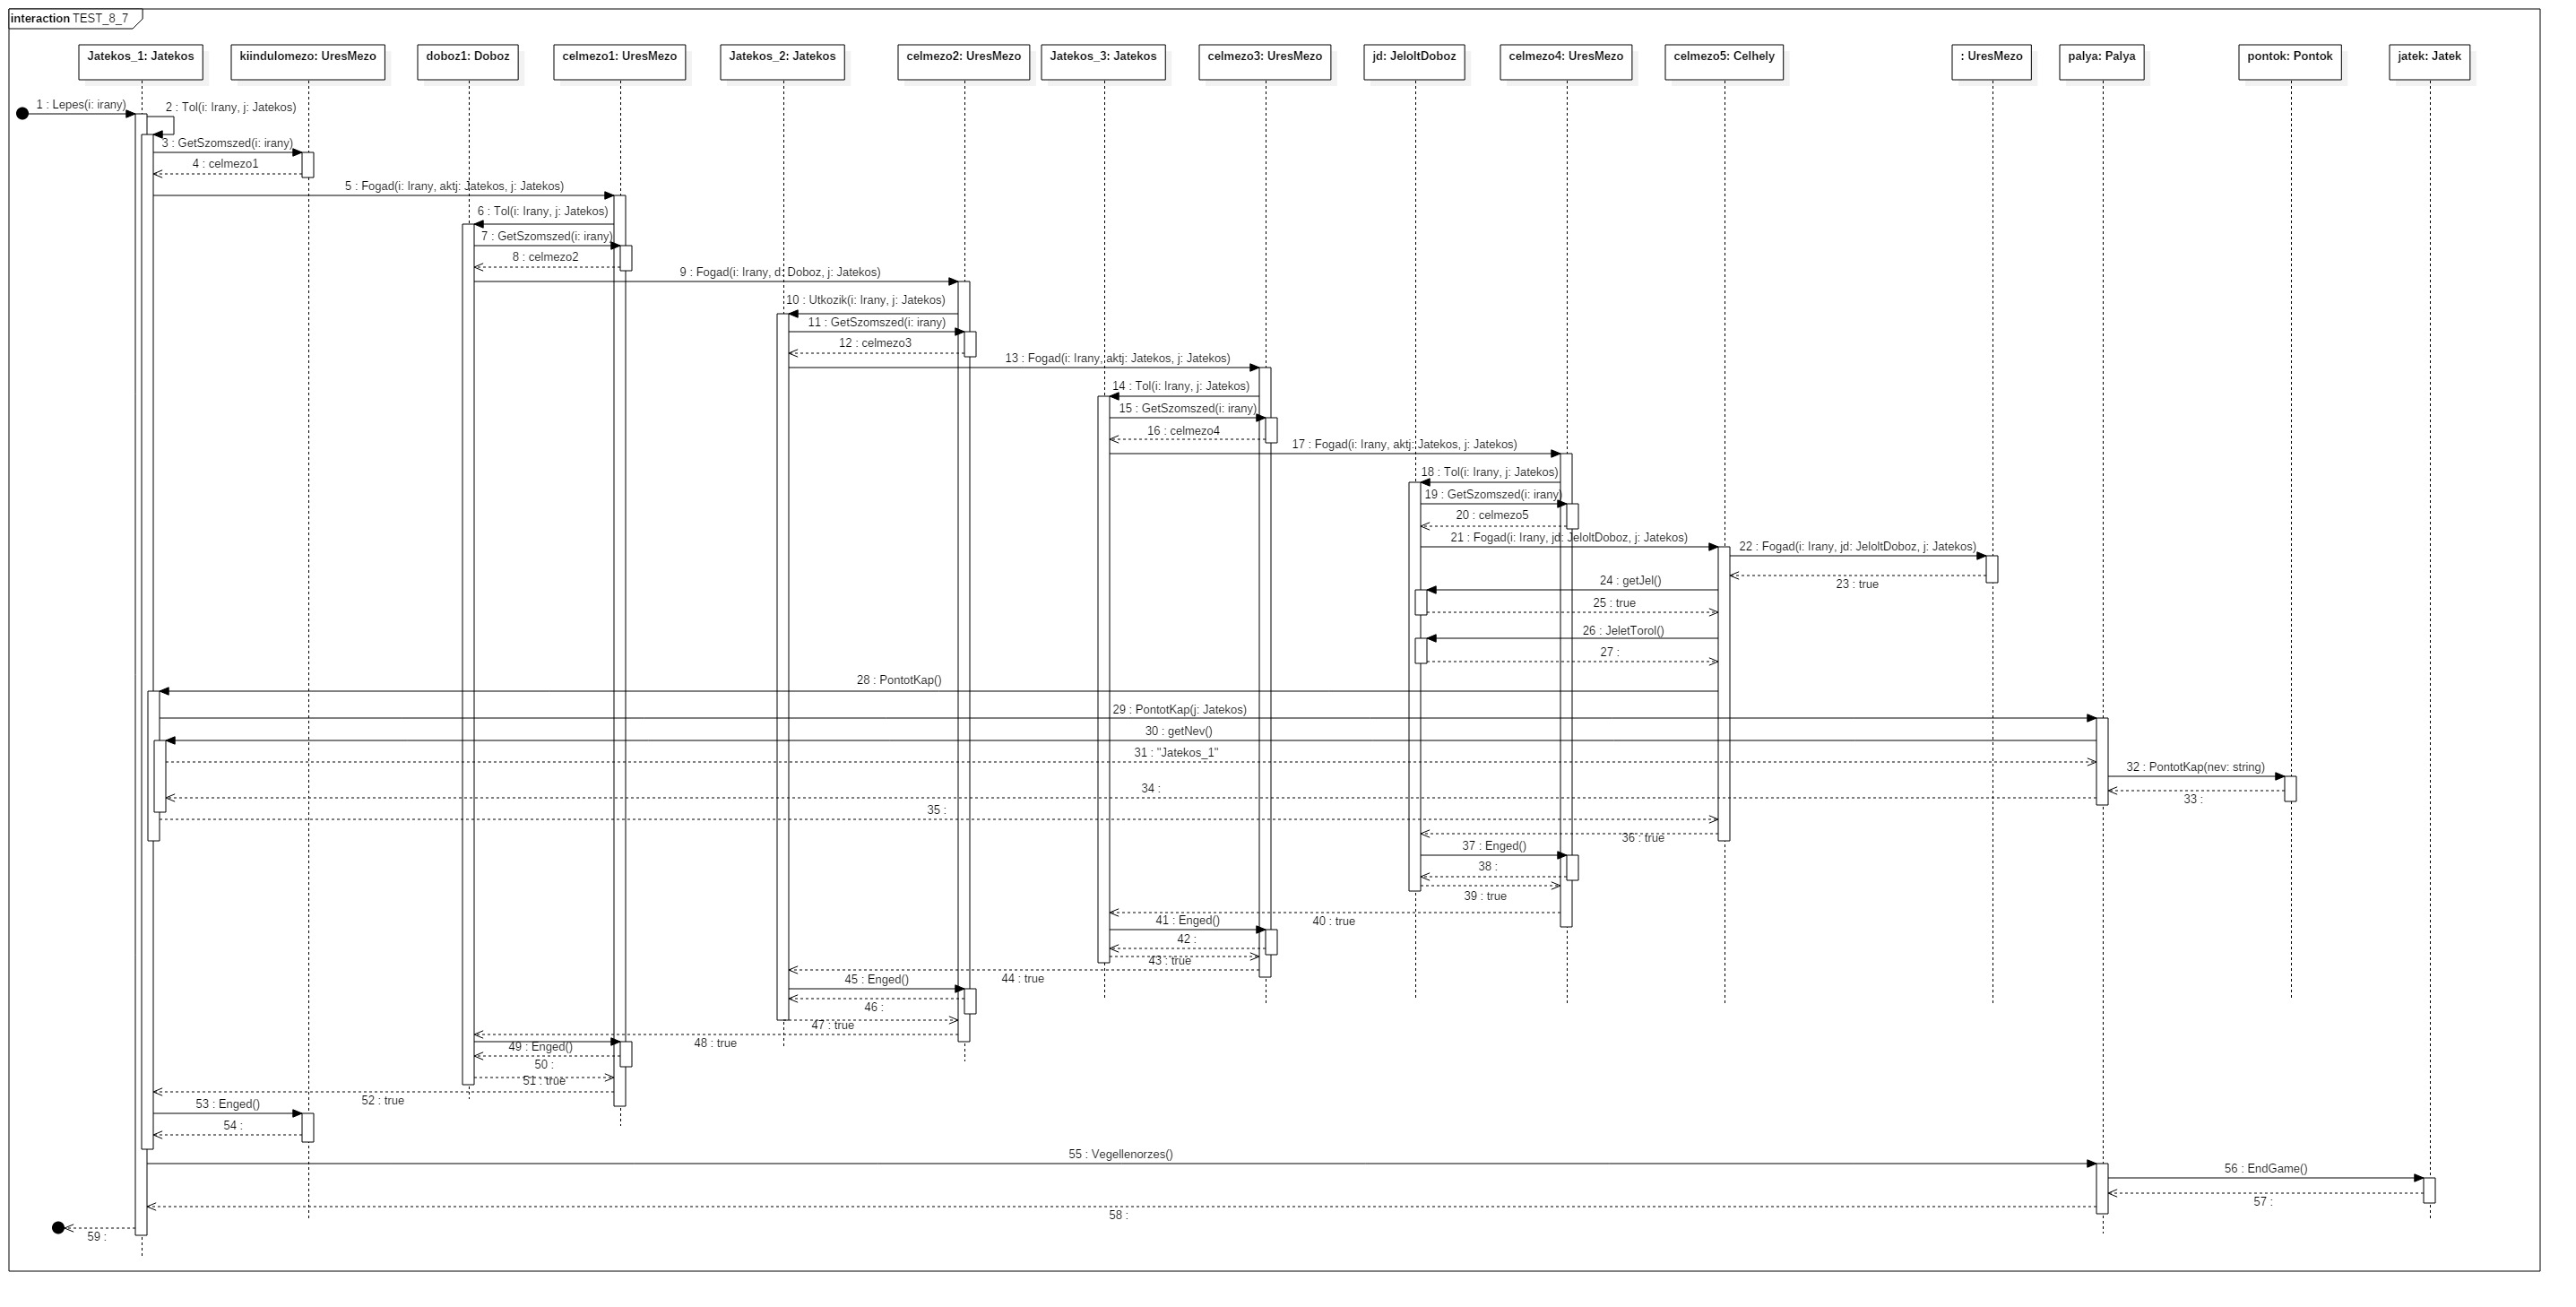 interaction TEST_8_7
Jatekos_1: Jatekos
kiindulomezo: UresMezo
doboz1: Doboz
celmezo1: UresMezo
Jatekos_2: Jatekos
celmezo2: UresMezo
Jatekos_3: Jatekos
celmezo3: UresMezo
jd: JeloltDoboz
celmezo4: UresMezo
celmezo5: Celhely
: UresMezo
palya: Palya
pontok: Pontok
jatek: Jatek
1 : Lepes(i: irany)
2 : Tol(i: Irany, j: Jatekos)
3 : GetSzomszed(i: irany)
4 : celmezo1
5 : Fogad(i: Irany, aktj: Jatekos, j: Jatekos)
6 : Tol(i: Irany, j: Jatekos)
7 : GetSzomszed(i: irany)
8 : celmezo2
9 : Fogad(i: Irany, d: Doboz, j: Jatekos)
10 : Utkozik(i: Irany, j: Jatekos)
11 : GetSzomszed(i: irany)
12 : celmezo3
13 : Fogad(i: Irany, aktj: Jatekos, j: Jatekos)
14 : Tol(i: Irany, j: Jatekos)
15 : GetSzomszed(i: irany)
16 : celmezo4
17 : Fogad(i: Irany, aktj: Jatekos, j: Jatekos)
18 : Tol(i: Irany, j: Jatekos)
19 : GetSzomszed(i: irany)
20 : celmezo5
21 : Fogad(i: Irany, jd: JeloltDoboz, j: Jatekos)
22 : Fogad(i: Irany, jd: JeloltDoboz, j: Jatekos)
23 : true
24 : getJel()
25 : true
26 : JeletTorol()
27 :
28 : PontotKap()
29 : PontotKap(j: Jatekos)
30 : getNev()
31 : "Jatekos_1"
32 : PontotKap(nev: string)
33 :
34 :
35 :
36 : true
37 : Enged()
38 :
39 : true
40 : true
41 : Enged()
42 :
43 : true
44 : true
45 : Enged()
46 :
47 : true
48 : true
49 : Enged()
50 :
51 : true
52 : true
53 : Enged()
54 :
55 : Vegellenorzes()
56 : EndGame()
57 :
58 :
59 :